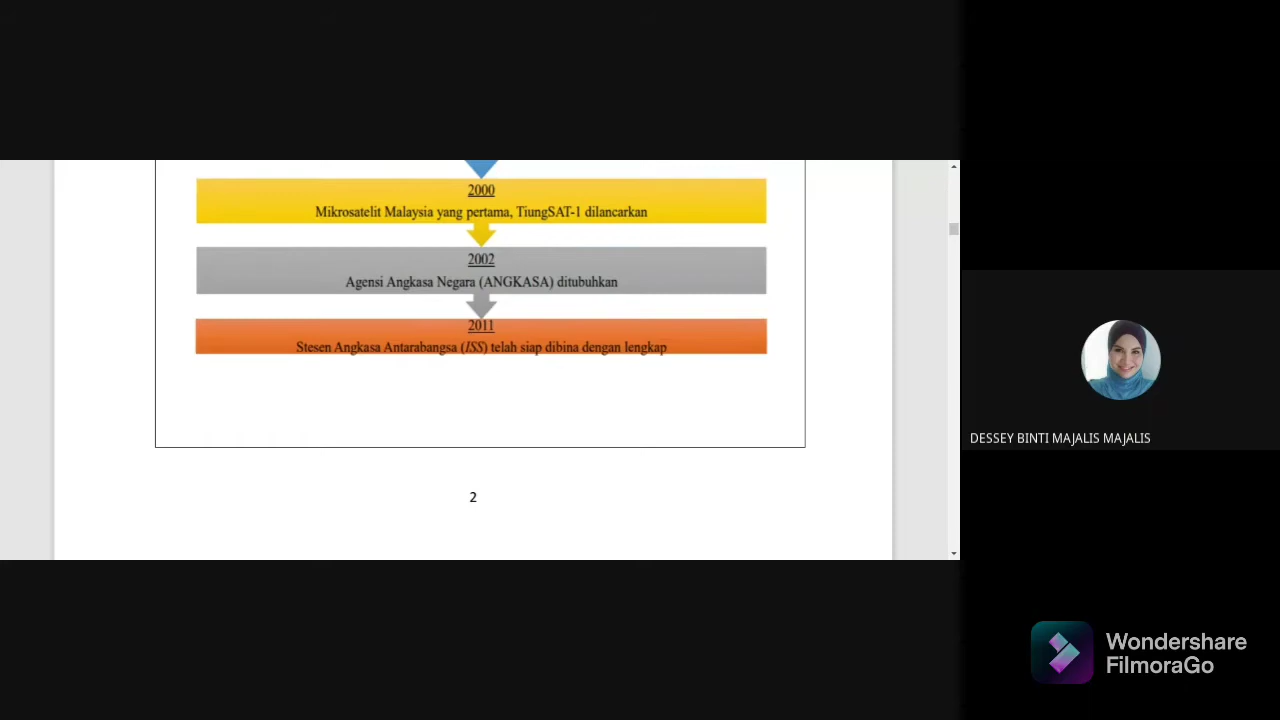 2000
Mikrosatelit Malaysia yang pertama, TiungSAT-1 dilancarkan
2002
Agensi Angkasa Negara (ANGKASA) ditubuhkan
2011
Stesen Angkasa Antarabangsa (ISS) telah siap dibina dengan lengkap
2
DESSEY BINTI MAJALIS MAJALIS
Wondershare
FilmoraGo